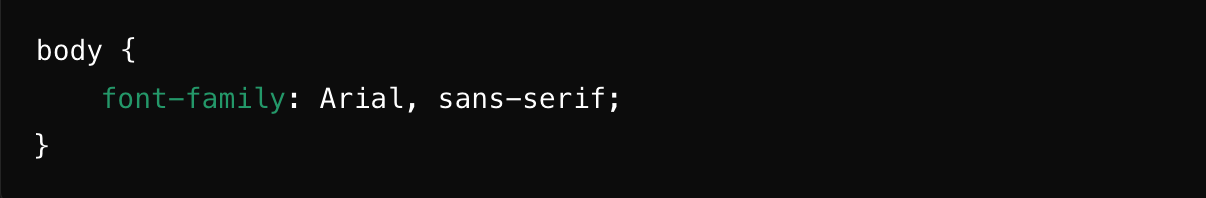 body {
    font-family: Arial, sans-serif;
}